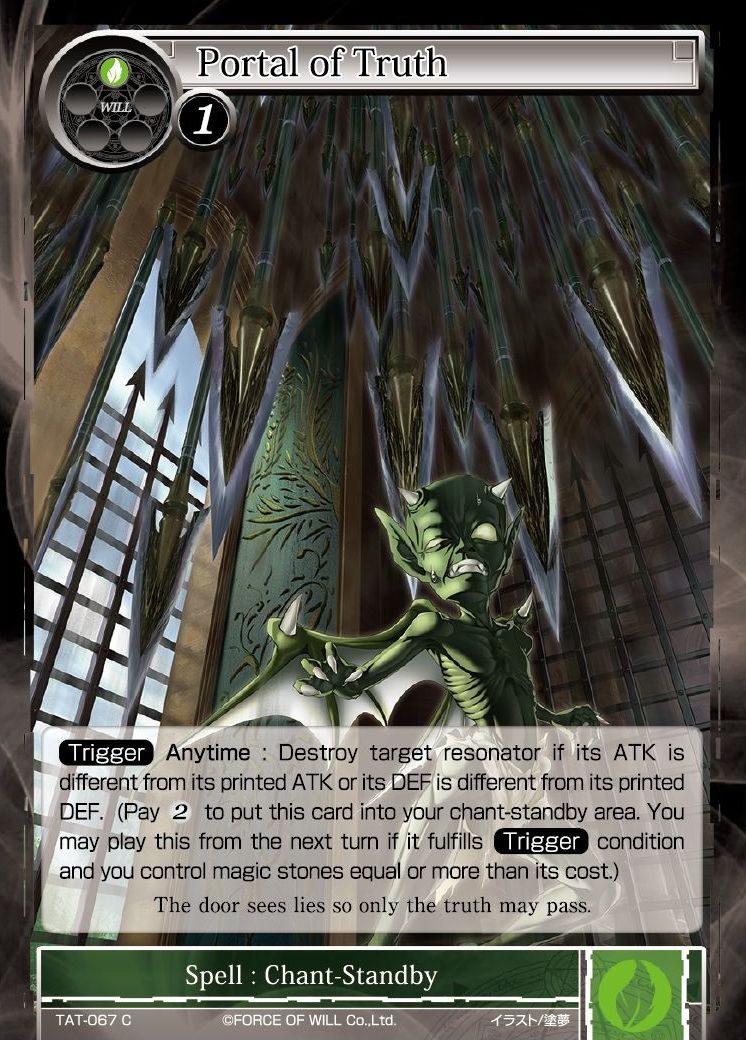 Portal of Truth
WILL
1
Trigger Anytime : Destroy target resonator if its ATK is
different from its printed ATK or its DEF is different from its printed
DEF. (Pay 2 to put this card into your chant-standby area. You
may play this from the next turn if it fulfills Trigger condition
and you control magic stones equal or more than its cost.)
The door sees lies so only the truth may pass.
Spell : Chant-Standby
TAT-067 C ©FORCE OF WILL Co.,Ltd. イラスト/塗夢